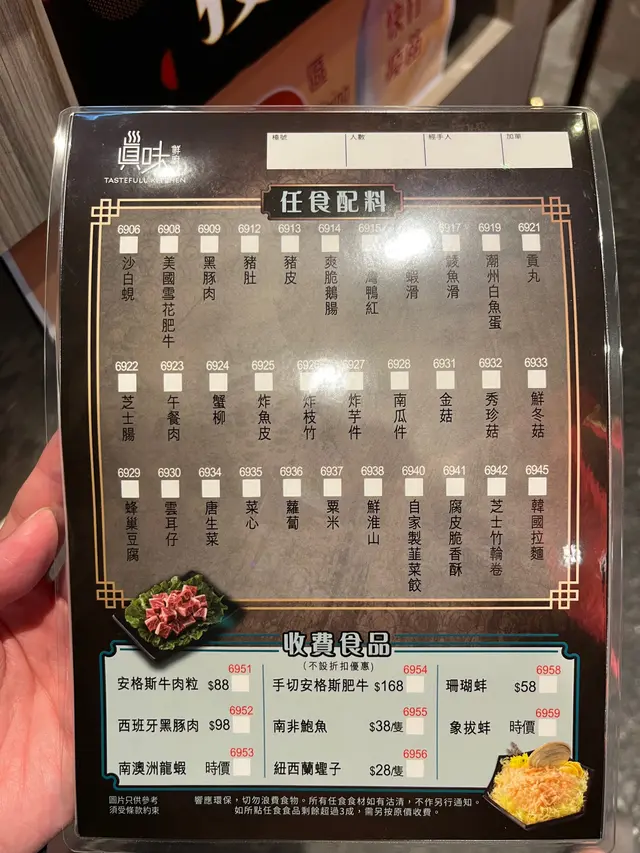 真味
TASTEFULL KITCHEN
檯號 人數 經手人 加單
任食配料
6906 6908 6909 6912 6913 6914 6915 6917 6919 6921
沙白蜆
美國雪花肥牛
黑豚肉
豬肚
豬皮
爽脆鵝腸
灣鴨紅
蝦滑
鯪魚滑
潮州白魚蛋
貢丸
6922 6923 6924 6925 6926 6927 6928 6931 6932 6933
芝士腸
午餐肉
蟹柳
炸魚皮
炸枝竹
炸芋件
南瓜件
金菇
秀珍菇
鮮冬菇
6929 6930 6934 6935 6936 6937 6938 6940 6941 6942 6945
蜂巢豆腐
雲耳仔
唐生菜
菜心
蘿蔔
粟米
鮮淮山
自家製韮菜餃
腐皮脆香酥
芝士竹輪卷
韓國拉麵
收費食品
(不設折扣優惠)
6951 6954 6958
安格斯牛肉粒 $88 手切安格斯肥牛 $168 珊瑚蚌 $58
6952 6955 6959
西班牙黑豚肉 $98 南非鮑魚 $38/隻 象拔蚌 時價
6953 6956
南澳洲龍蝦 時價 紐西蘭蟶子 $28/隻
圖片只供參考
須受條款約束
響應環保，切勿浪費食物。所有任食食材如有沽清，不作另行通知。
如所點任食食品剩餘超過3成，需另按原價收費。